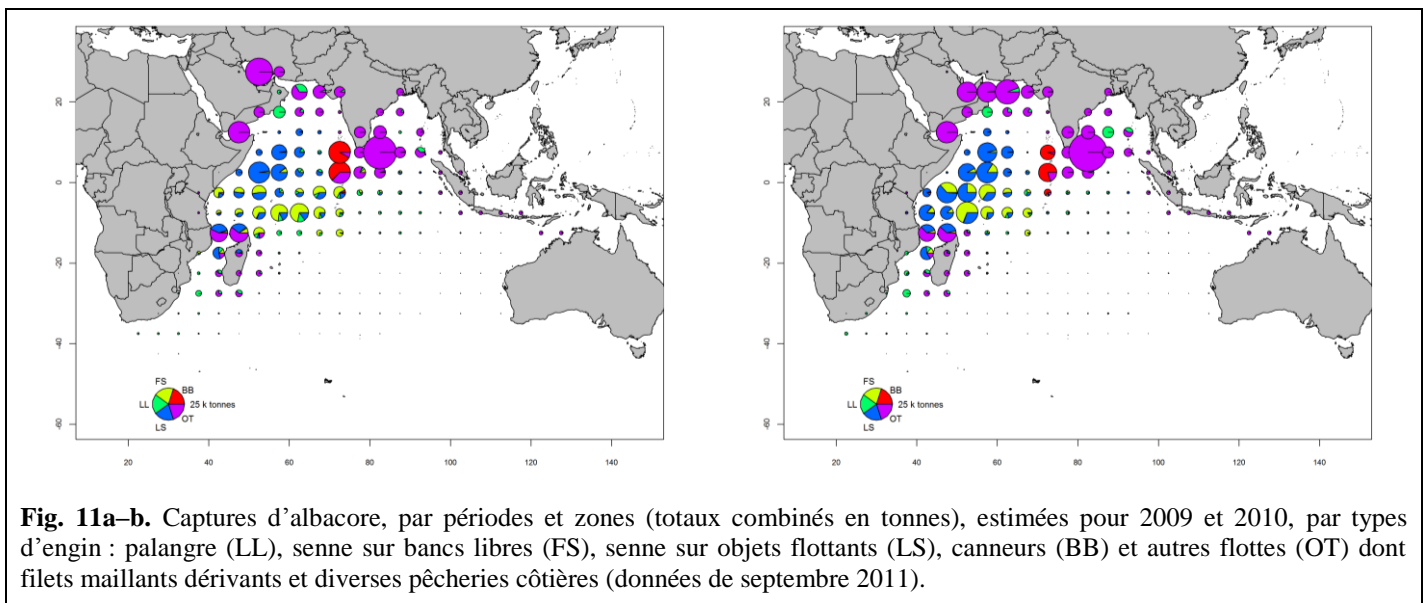 20
0
-20
-40
-60
FS
BB
LL
25 k tonnes
OT
LS
20 40 60 80 100 120 140
20
0
-20
-40
-60
FS
BB
LL
25 k tonnes
OT
LS
20 40 60 80 100 120 140
Fig. 11a–b. Captures d’albacore, par périodes et zones (totaux combinés en tonnes), estimées pour 2009 et 2010, par types
d’engin : palangre (LL), senne sur bancs libres (FS), senne sur objets flottants (LS), canneurs (BB) et autres flottes (OT) dont
filets maillants dérivants et diverses pêcheries côtières (données de septembre 2011).